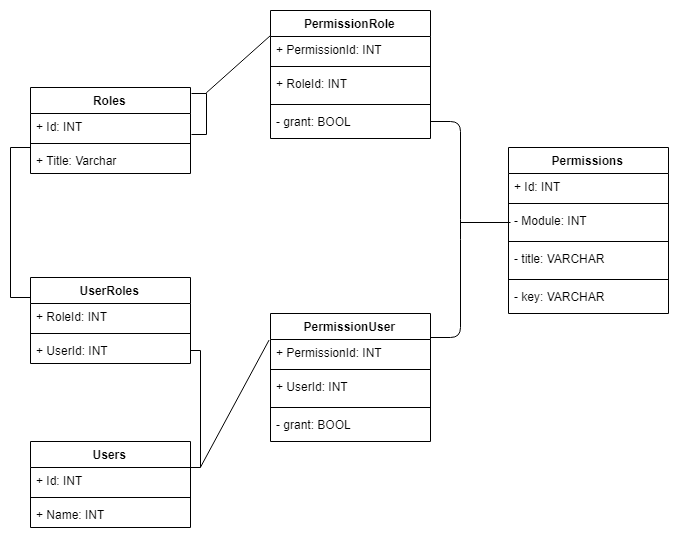 PermissionRole
+ PermissionId: INT
+ RoleId: INT
- grant: BOOL
Roles
+ Id: INT
+ Title: Varchar
Permissions
+ Id: INT
- Module: INT
- title: VARCHAR
- key: VARCHAR
UserRoles
+ RoleId: INT
+ UserId: INT
PermissionUser
+ PermissionId: INT
+ UserId: INT
- grant: BOOL
Users
+ Id: INT
+ Name: INT